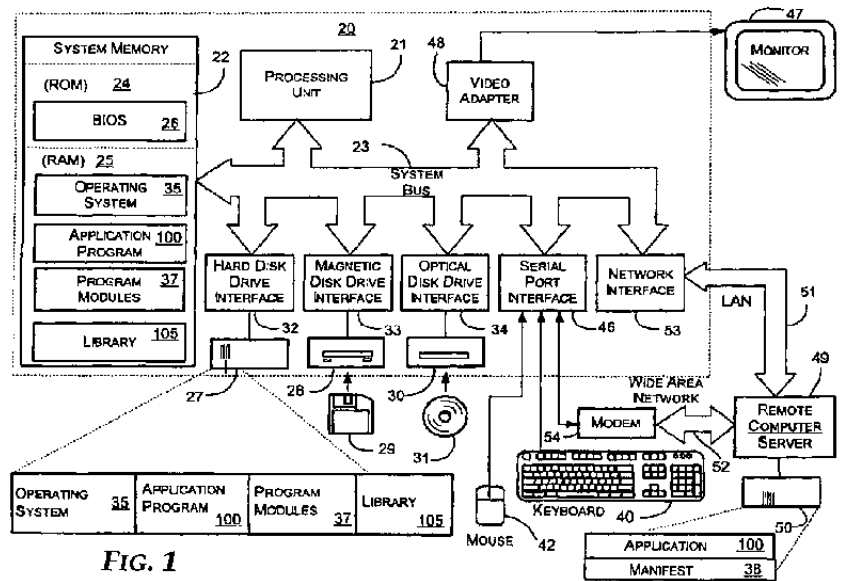 20
47
SYSTEM MEMORY
21
48
MONITOR
22
(ROM) 24
PROCESSING
UNIT
VIDEO
ADAPTER
BIOS 26
23
(RAM) 25
SYSTEM
BUS
OPERATING 35
SYSTEM
APPLICATION 100
PROGRAM
HARD DISK
DRIVE
INTERFACE
MAGNETIC
DISK DRIVE
INTERFACE
OPTICAL
DISK DRIVE
INTERFACE
SERIAL
PORT
INTERFACE
NETWORK
INTERFACE
PROGRAM 37
MODULES
51
LAN
LIBRARY 105
32
33
34
46
53
27
28
30
49
WIDE AREA
NETWORK
REMOTE
COMPUTER
SERVER
MODEM
54
52
29
31
OPERATING
SYSTEM 35
APPLICATION
PROGRAM 100
PROGRAM
MODULES 37
LIBRARY
105
KEYBOARD
40
50
MOUSE
42
APPLICATION 100
MANIFEST 38
FIG. 1